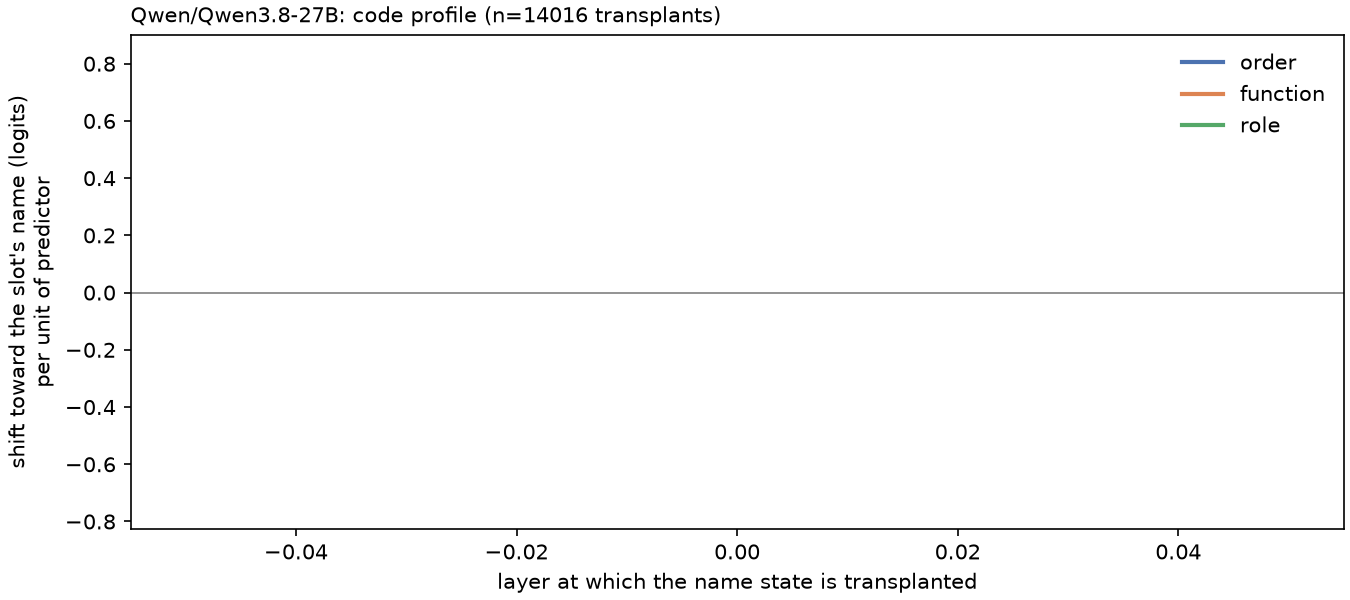 Qwen/Qwen3.8-27B: code profile (n=14016 transplants)
order
function
role
shift toward the slot's name (logits)
per unit of predictor
0.8
0.6
0.4
0.2
0.0
−0.2
−0.4
−0.6
−0.8
−0.04
−0.02
0.00
0.02
0.04
layer at which the name state is transplanted